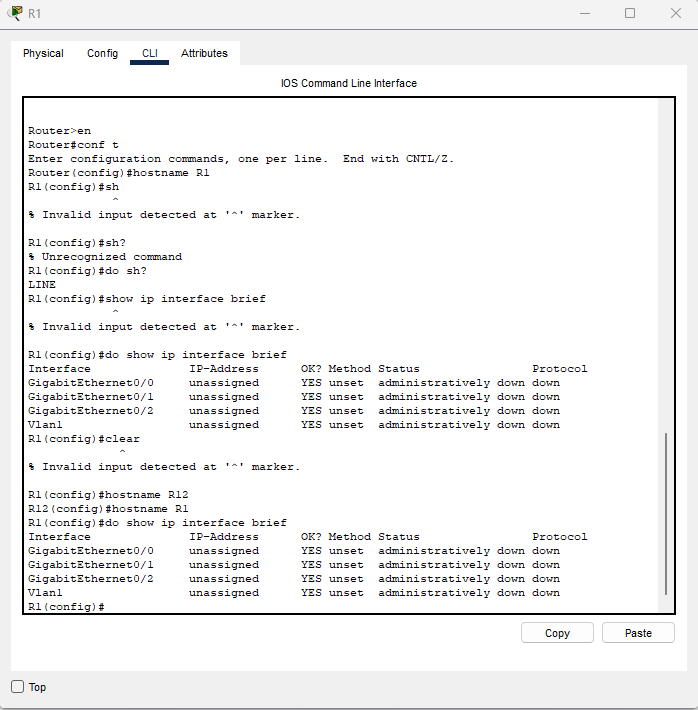 R1
Physical Config CLI Attributes
IOS Command Line Interface
Router>en
Router#conf t
Enter configuration commands, one per line.  End with CNTL/Z.
Router(config)#hostname R1
R1(config)#sh
            ^
% Invalid input detected at '^' marker.
R1(config)#sh?
% Unrecognized command
R1(config)#do sh?
LINE
R1(config)#show ip interface brief
            ^
% Invalid input detected at '^' marker.
R1(config)#do show ip interface brief
Interface              IP-Address      OK? Method Status                Protocol
GigabitEthernet0/0     unassigned      YES unset  administratively down down
GigabitEthernet0/1     unassigned      YES unset  administratively down down
GigabitEthernet0/2     unassigned      YES unset  administratively down down
Vlan1                  unassigned      YES unset  administratively down down
R1(config)#clear
             ^
% Invalid input detected at '^' marker.
R1(config)#hostname R12
R12(config)#hostname R1
R1(config)#do show ip interface brief
Interface              IP-Address      OK? Method Status                Protocol
GigabitEthernet0/0     unassigned      YES unset  administratively down down
GigabitEthernet0/1     unassigned      YES unset  administratively down down
GigabitEthernet0/2     unassigned      YES unset  administratively down down
Vlan1                  unassigned      YES unset  administratively down down
R1(config)#
Copy Paste
Top